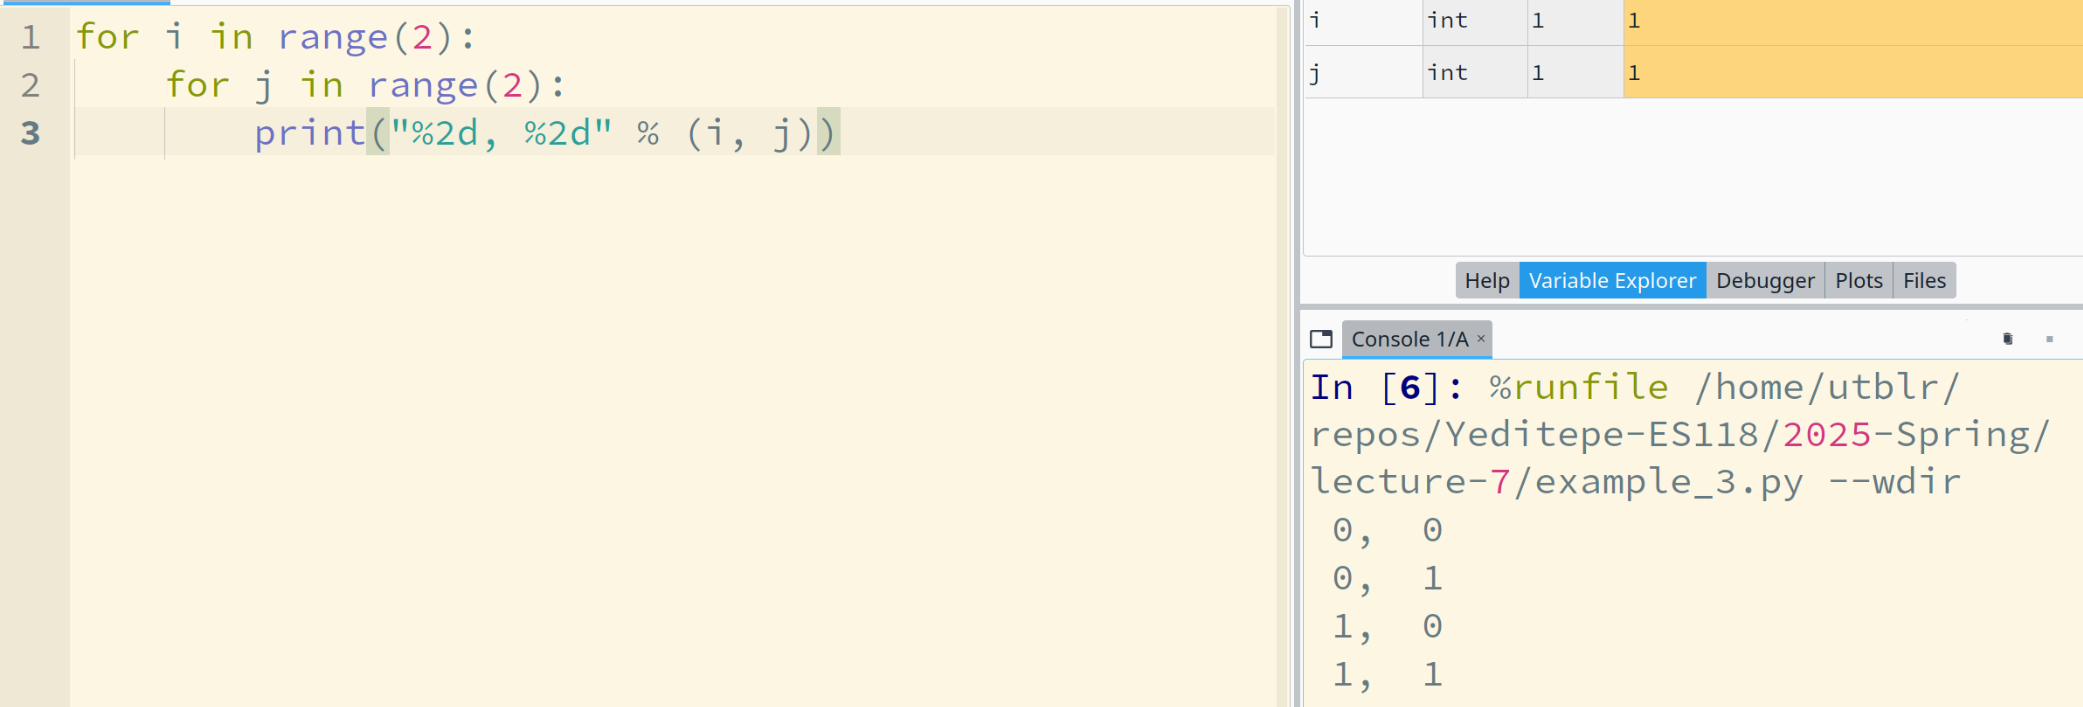 1 for i in range(2):
2     for j in range(2):
3         print("%2d, %2d" % (i, j))
i int 1 1
j int 1 1
Help Variable Explorer Debugger Plots Files
Console 1/A ×
In [6]: %runfile /home/utblr/
repos/Yeditepe-ES118/2025-Spring/
lecture-7/example_3.py --wdir
 0,  0
 0,  1
 1,  0
 1,  1